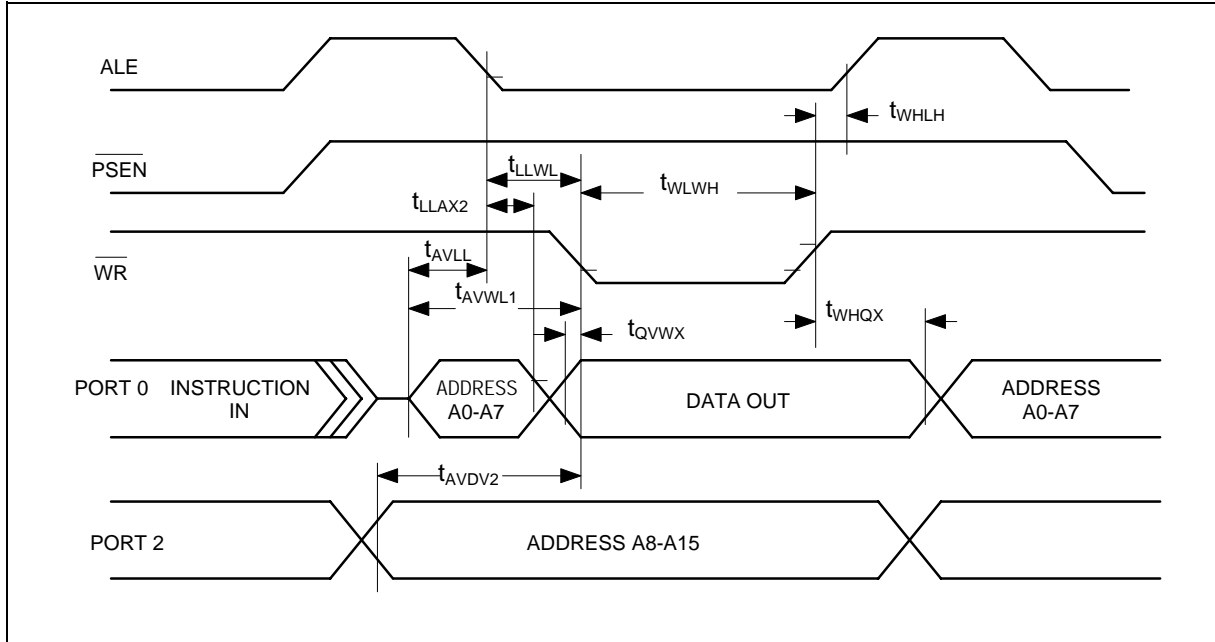 ALE
tWHLH
PSEN
tLLWL
tWLWH
tLLAX2
WR
tAVLL
tAVWL1
tWHQX
tQVWX
PORT 0
INSTRUCTION
IN
ADDRESS
A0-A7
DATA OUT
ADDRESS
A0-A7
tAVDV2
PORT 2
ADDRESS A8-A15